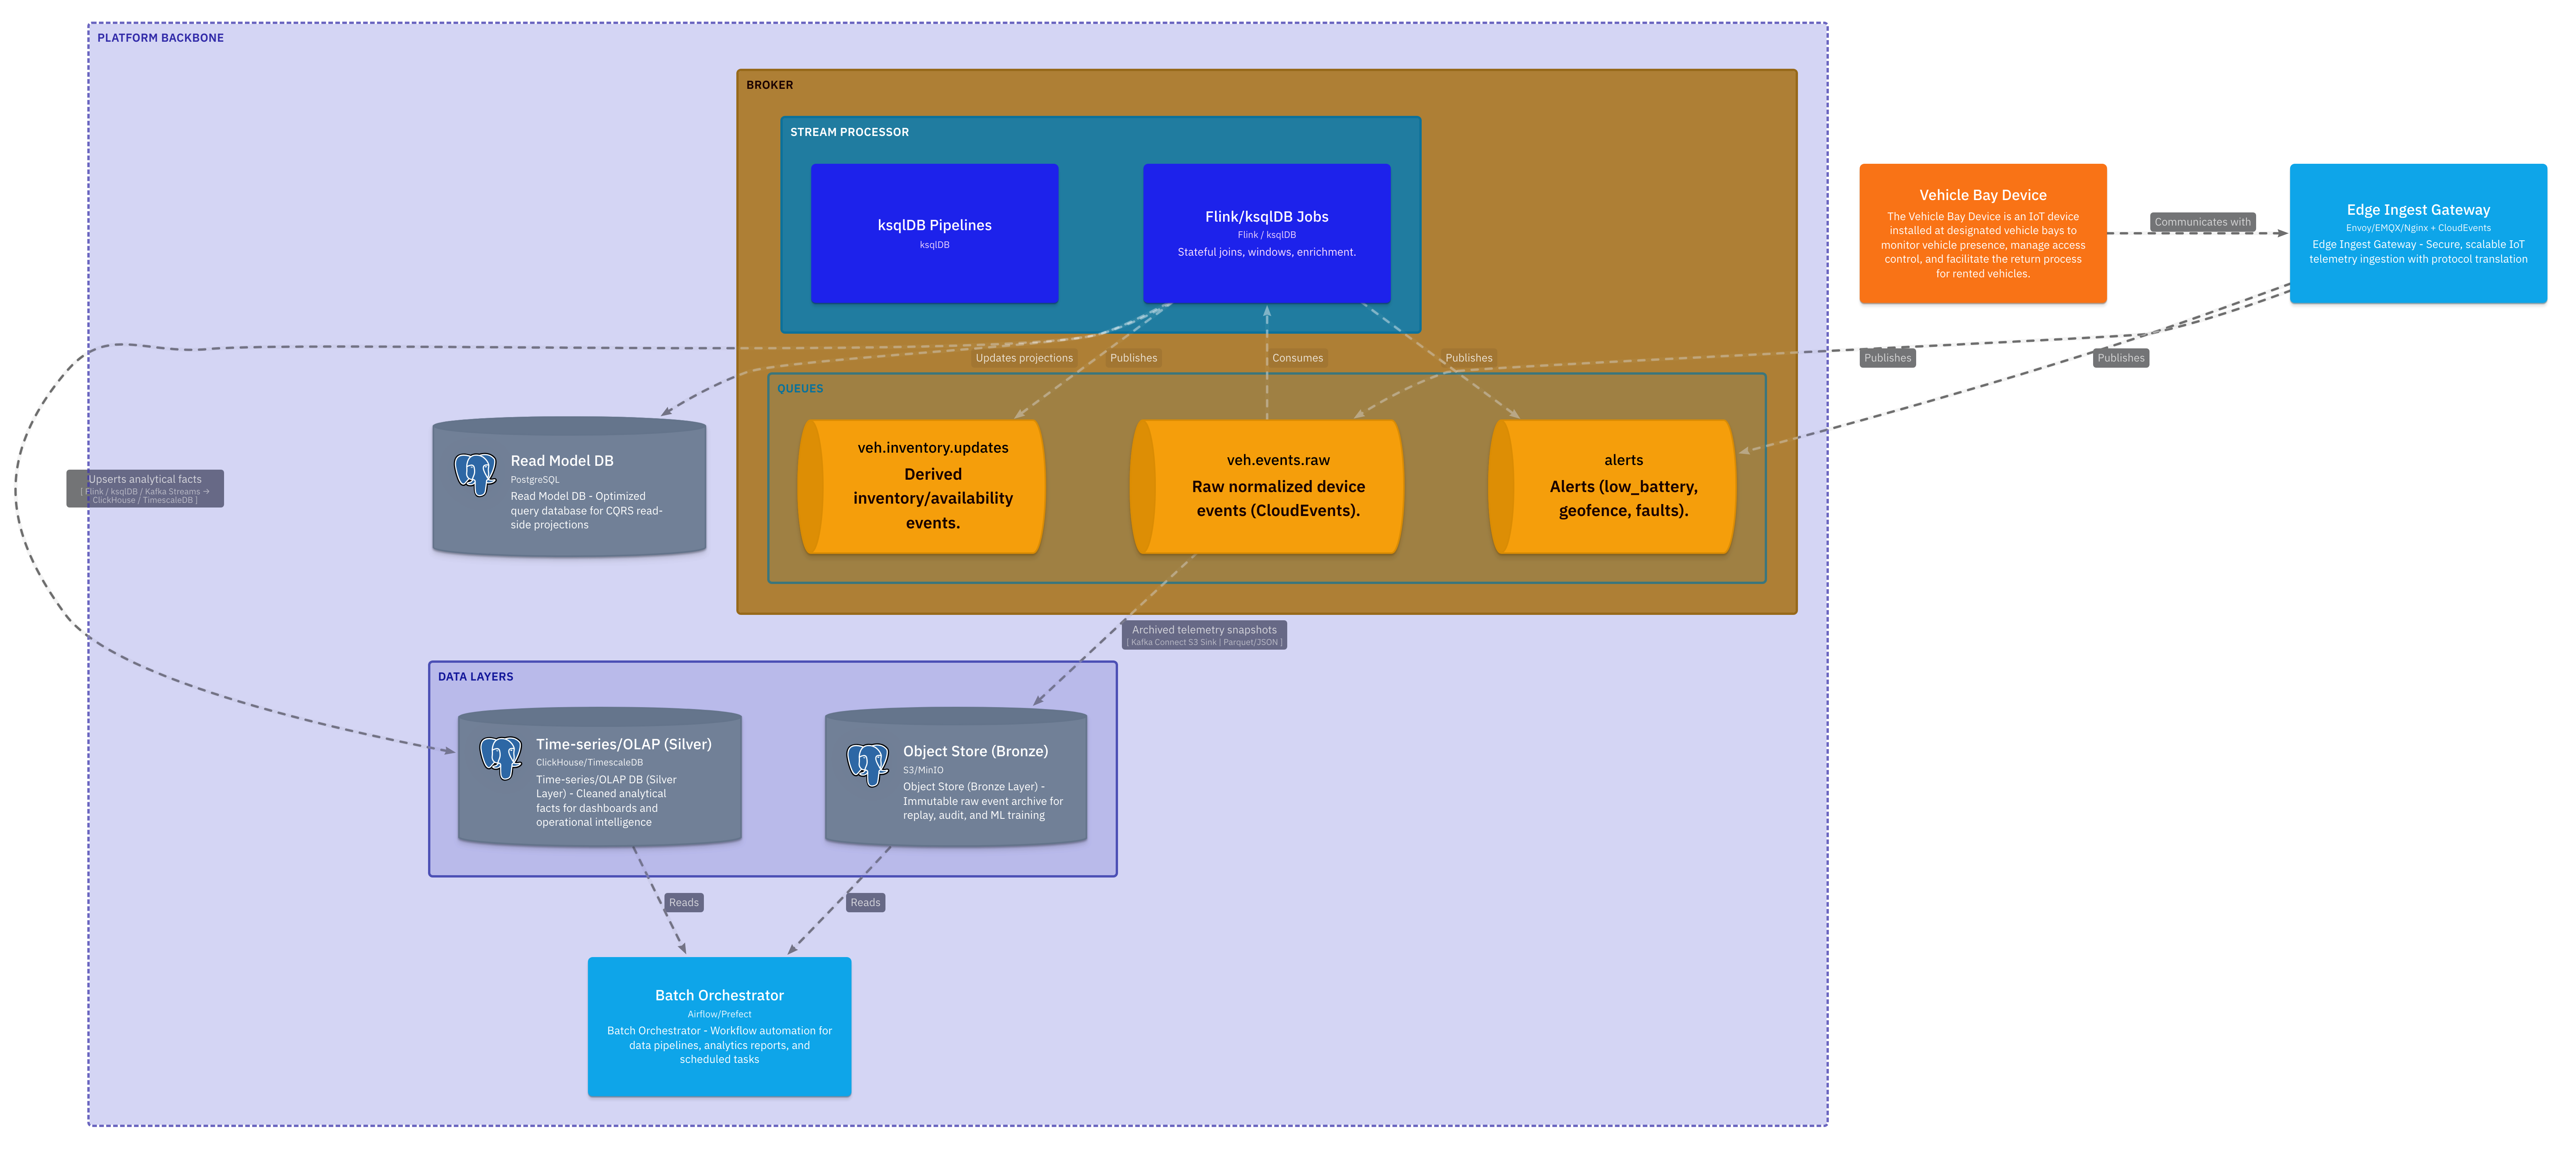 PLATFORM BACKBONE
BROKER
STREAM PROCESSOR
ksqlDB Pipelines
ksqlDB
Flink/ksqlDB Jobs
Flink / ksqlDB
Stateful joins, windows, enrichment.
Vehicle Bay Device
The Vehicle Bay Device is an IoT device
installed at designated vehicle bays to
monitor vehicle presence, manage access
control, and facilitate the return process
for rented vehicles.
Communicates with
Edge Ingest Gateway
Envoy/EMQX/Nginx + CloudEvents
Edge Ingest Gateway - Secure, scalable IoT
telemetry ingestion with protocol translation
Updates projections
Publishes
Consumes
Publishes
Publishes
Publishes
QUEUES
veh.inventory.updates
Derived
inventory/availability
events.
veh.events.raw
Raw normalized device
events (CloudEvents).
alerts
Alerts (low_battery,
geofence, faults).
Read Model DB
PostgreSQL
Read Model DB - Optimized
query database for CQRS read-
side projections
Upserts analytical facts
[ Flink / ksqlDB / Kafka Streams →
ClickHouse / TimescaleDB ]
Archived telemetry snapshots
[ Kafka Connect S3 Sink | Parquet/JSON ]
DATA LAYERS
Time-series/OLAP (Silver)
ClickHouse/TimescaleDB
Time-series/OLAP DB (Silver
Layer) - Cleaned analytical
facts for dashboards and
operational intelligence
Object Store (Bronze)
S3/MinIO
Object Store (Bronze Layer) -
Immutable raw event archive for
replay, audit, and ML training
Reads
Reads
Batch Orchestrator
Airflow/Prefect
Batch Orchestrator - Workflow automation for
data pipelines, analytics reports, and
scheduled tasks